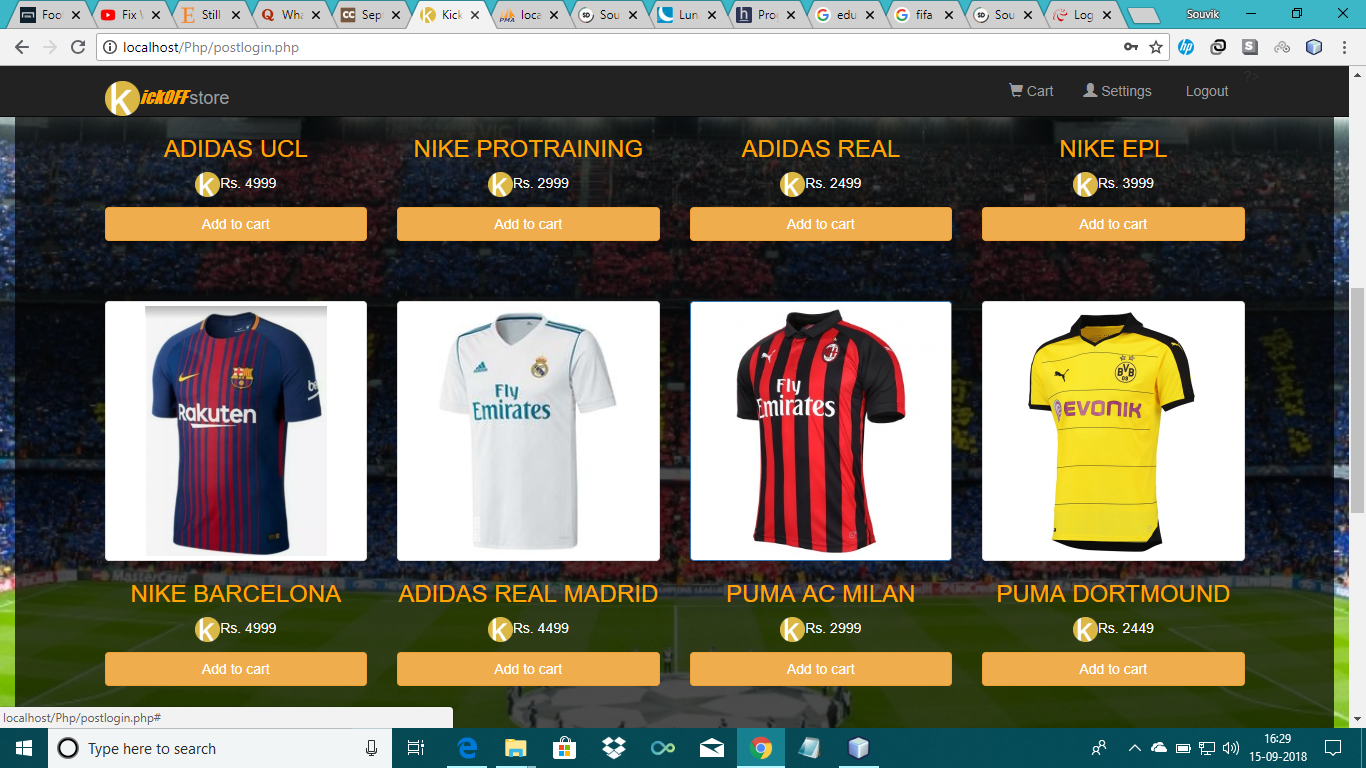 Foo Fix \ Still Wha Sept Kick loca Sou Lun Pro edu fifa Sou Log Souvik
localhost/Php/postlogin.php
K ickOFF store Cart Settings Logout ?>
ADIDAS UCL NIKE PROTRAINING ADIDAS REAL NIKE EPL
K Rs. 4999 K Rs. 2999 K Rs. 2499 K Rs. 3999
Add to cart Add to cart Add to cart Add to cart
Rakuten
Fly
Emirates
Fly
Emirates
BVB
09
EVONIK
NIKE BARCELONA ADIDAS REAL MADRID PUMA AC MILAN PUMA DORTMOUND
K Rs. 4999 K Rs. 4499 K Rs. 2999 K Rs. 2449
Add to cart Add to cart Add to cart Add to cart
localhost/Php/postlogin.php#
Type here to search
16:29
15-09-2018